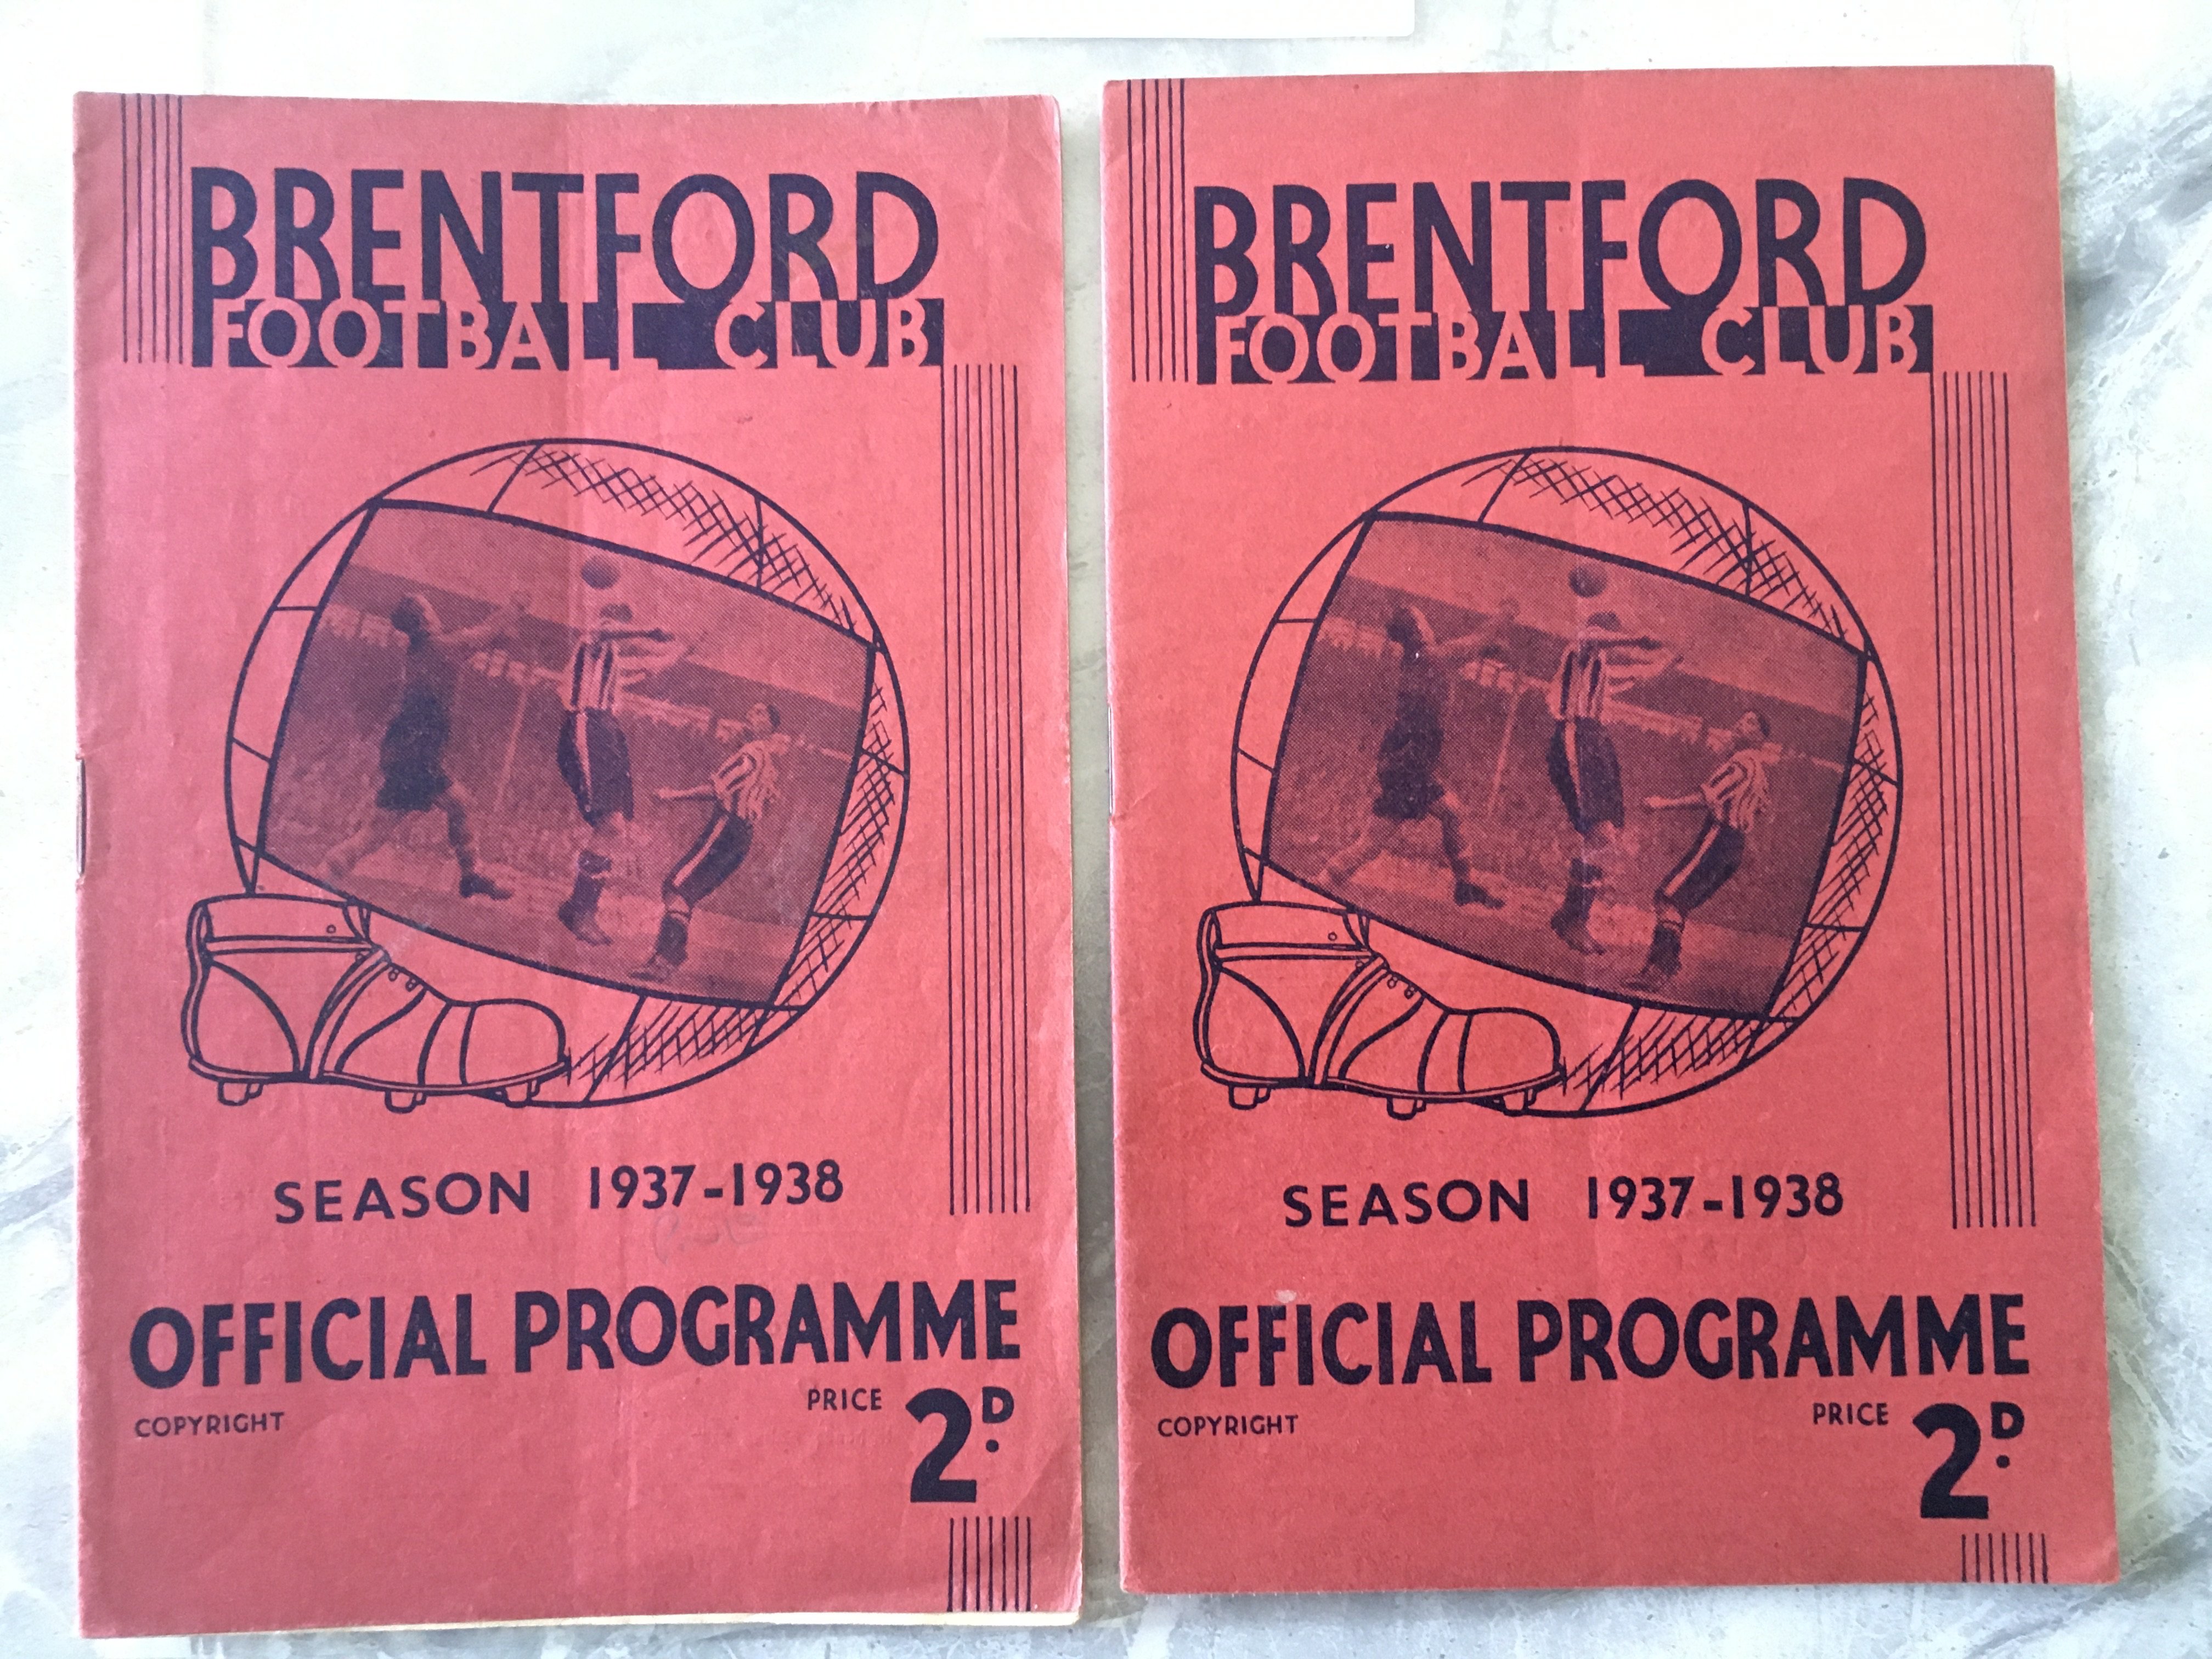 BRENTFORD
FOOTBALL CLUB
SEASON 1937-1938
OFFICIAL PROGRAMME
COPYRIGHT
PRICE 2D.
BRENTFORD
FOOTBALL CLUB
SEASON 1937-1938
OFFICIAL PROGRAMME
COPYRIGHT
PRICE 2D.